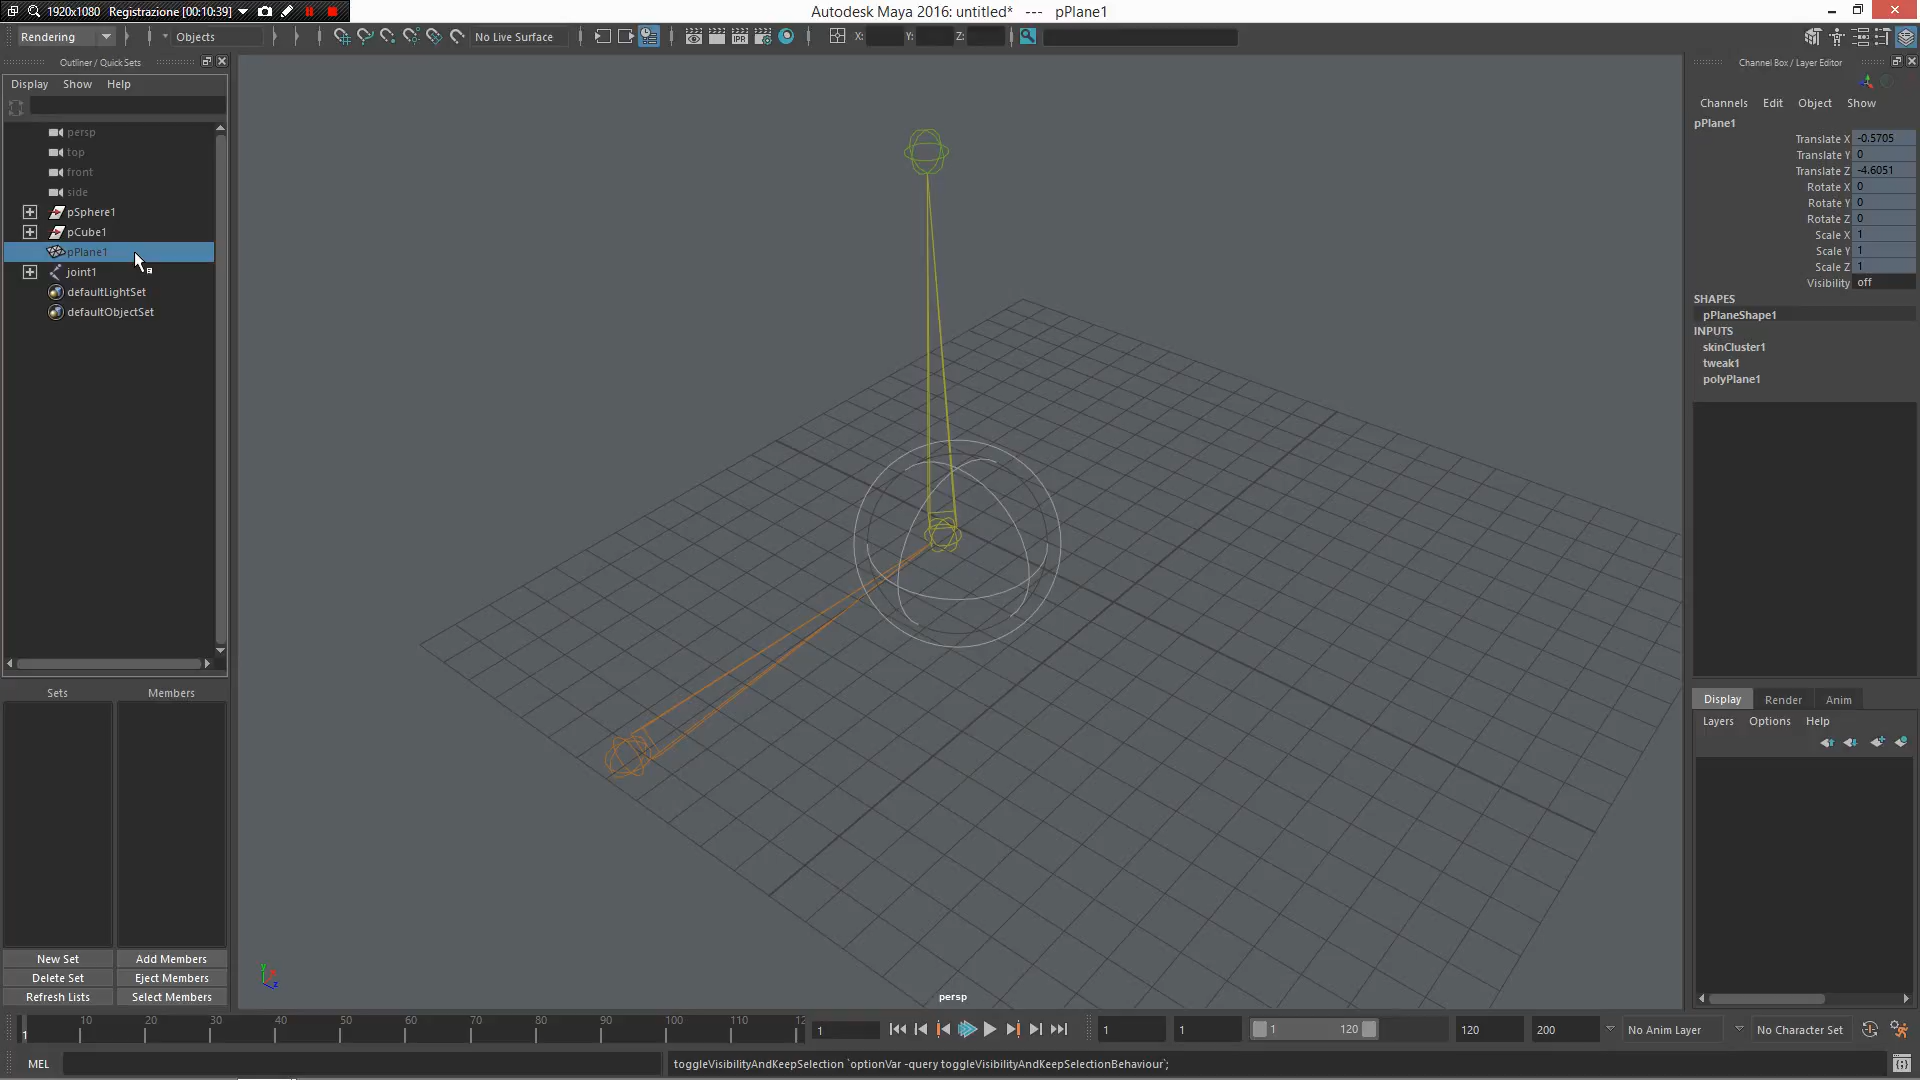 1920x1080 Registrazione [00:10:39]
Autodesk Maya 2016: untitled* --- pPlane1
Rendering
Objects
No Live Surface
IPR
X:
Y:
Z:
Outliner / Quick Sets
Display Show Help
persp
top
front
side
pSphere1
pCube1
pPlane1
joint1
defaultLightSet
defaultObjectSet
Sets Members
New Set Add Members
Delete Set Eject Members
Refresh Lists Select Members
persp
Channel Box / Layer Editor
Channels Edit Object Show
pPlane1
Translate X -0.5705
Translate Y 0
Translate Z -4.6051
Rotate X 0
Rotate Y 0
Rotate Z 0
Scale X 1
Scale Y 1
Scale Z 1
Visibility off
SHAPES
pPlaneShape1
INPUTS
skinCluster1
tweak1
polyPlane1
Display Render Anim
Layers Options Help
1 10 20 30 40 50 60 70 80 90 100 110 12
1
1 1 1 120 120 200 No Anim Layer No Character Set
MEL
toggleVisibilityAndKeepSelection `optionVar -query toggleVisibilityAndKeepSelectionBehaviour`;